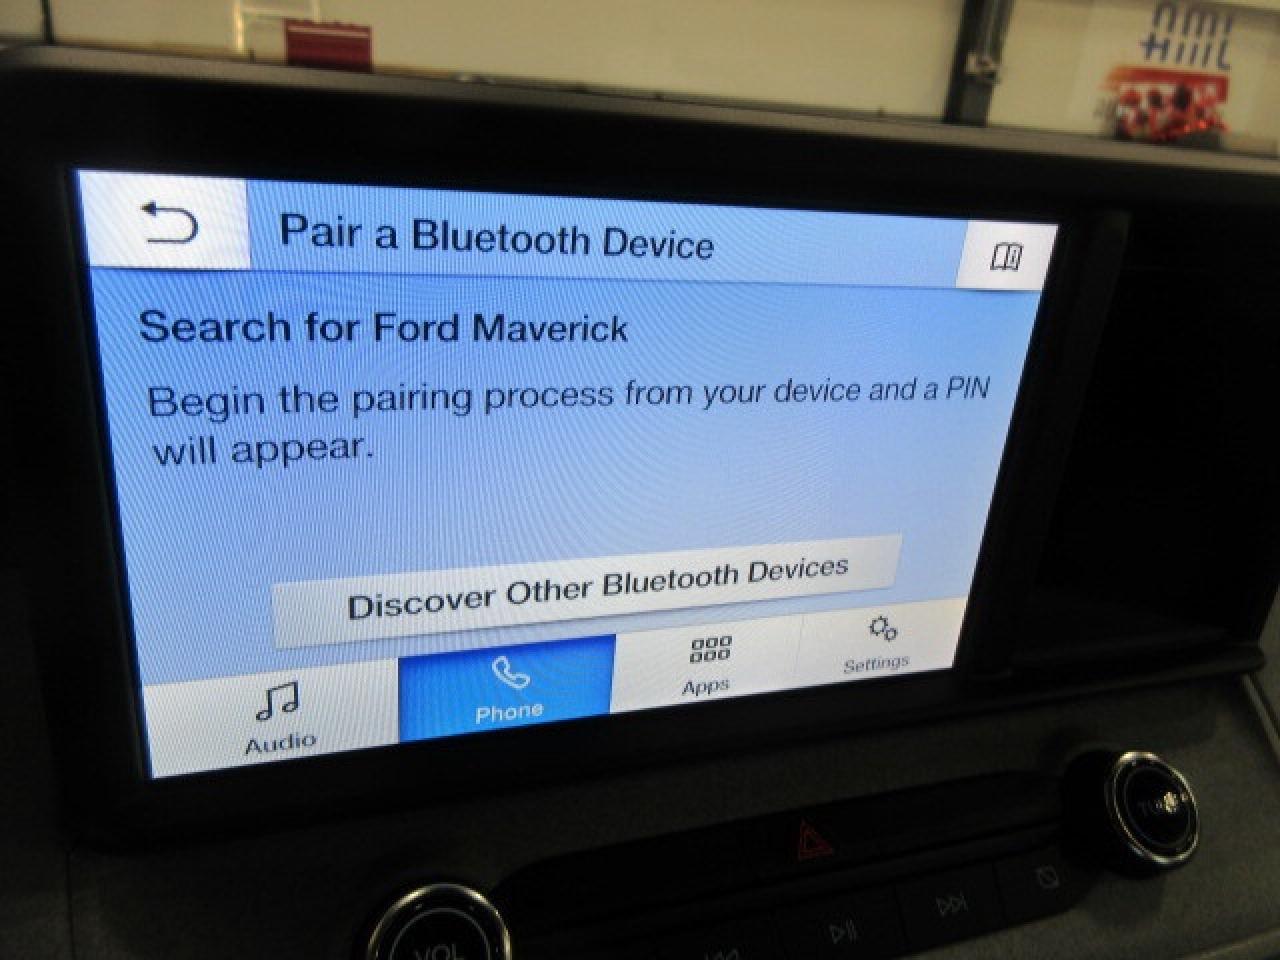 Pair a Bluetooth Device
Search for Ford Maverick
Begin the pairing process from your device and a PIN
will appear.
Discover Other Bluetooth Devices
Audio
Phone
Apps
Settings
VOL